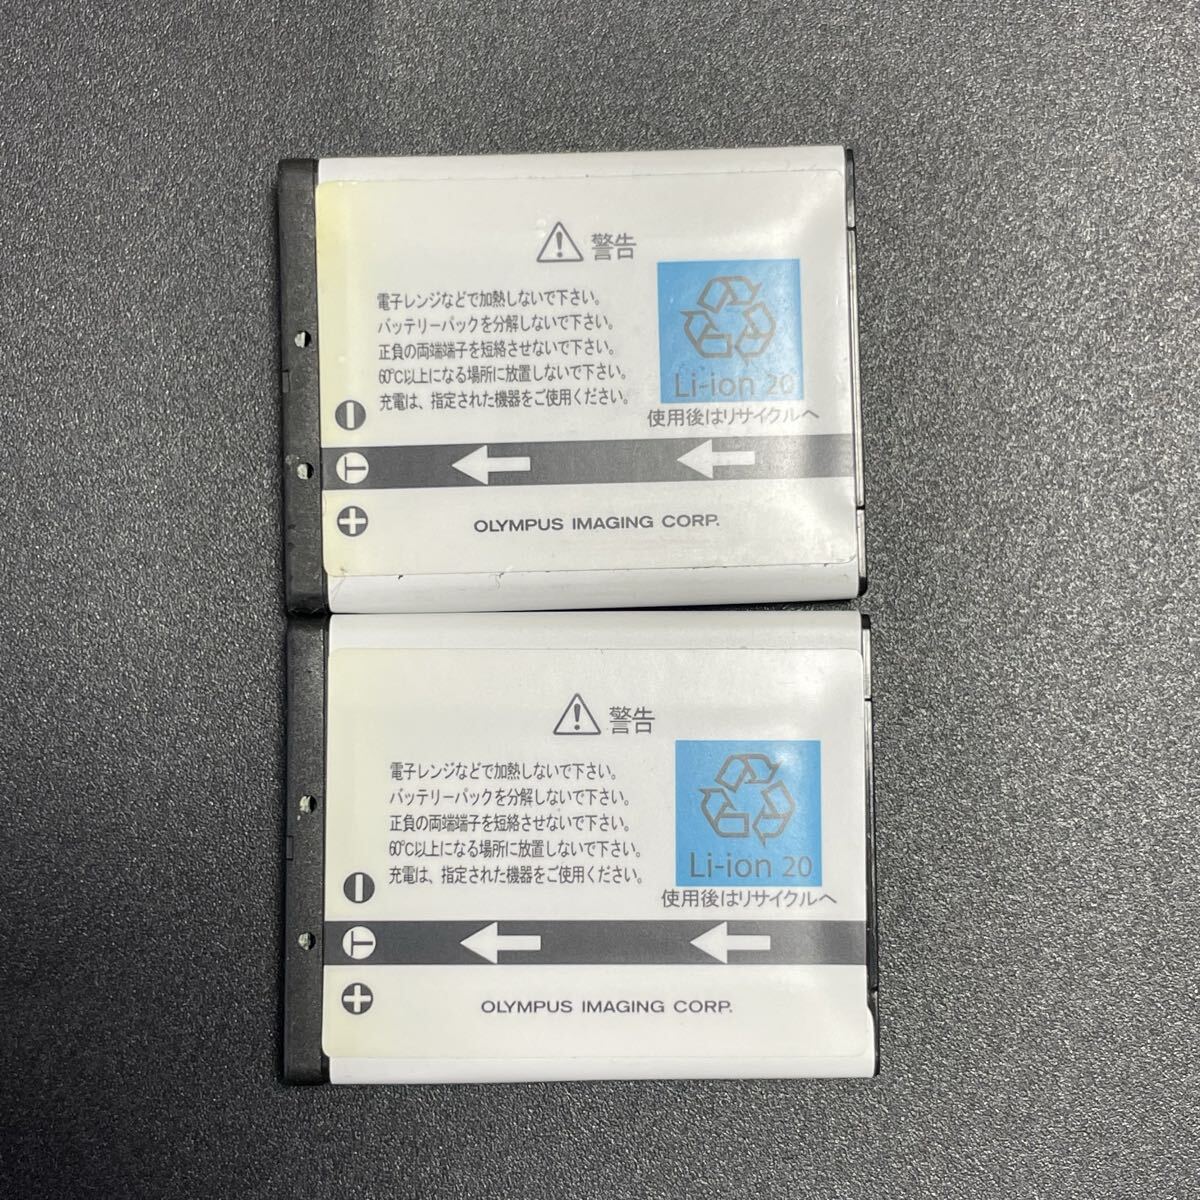 警告
電子レンジなどで加熱しないで下さい。
バッテリーパックを分解しないで下さい。
正負の両端端子を短絡させないで下さい。
60℃以上になる場所に放置しないで下さい。
充電は、指定された機器をご使用ください。
Li-ion 20
使用後はリサイクルへ
OLYMPUS IMAGING CORP.
警告
電子レンジなどで加熱しないで下さい。
バッテリーパックを分解しないで下さい。
正負の両端端子を短絡させないで下さい。
60℃以上になる場所に放置しないで下さい。
充電は、指定された機器をご使用ください。
Li-ion 20
使用後はリサイクルへ
OLYMPUS IMAGING CORP.